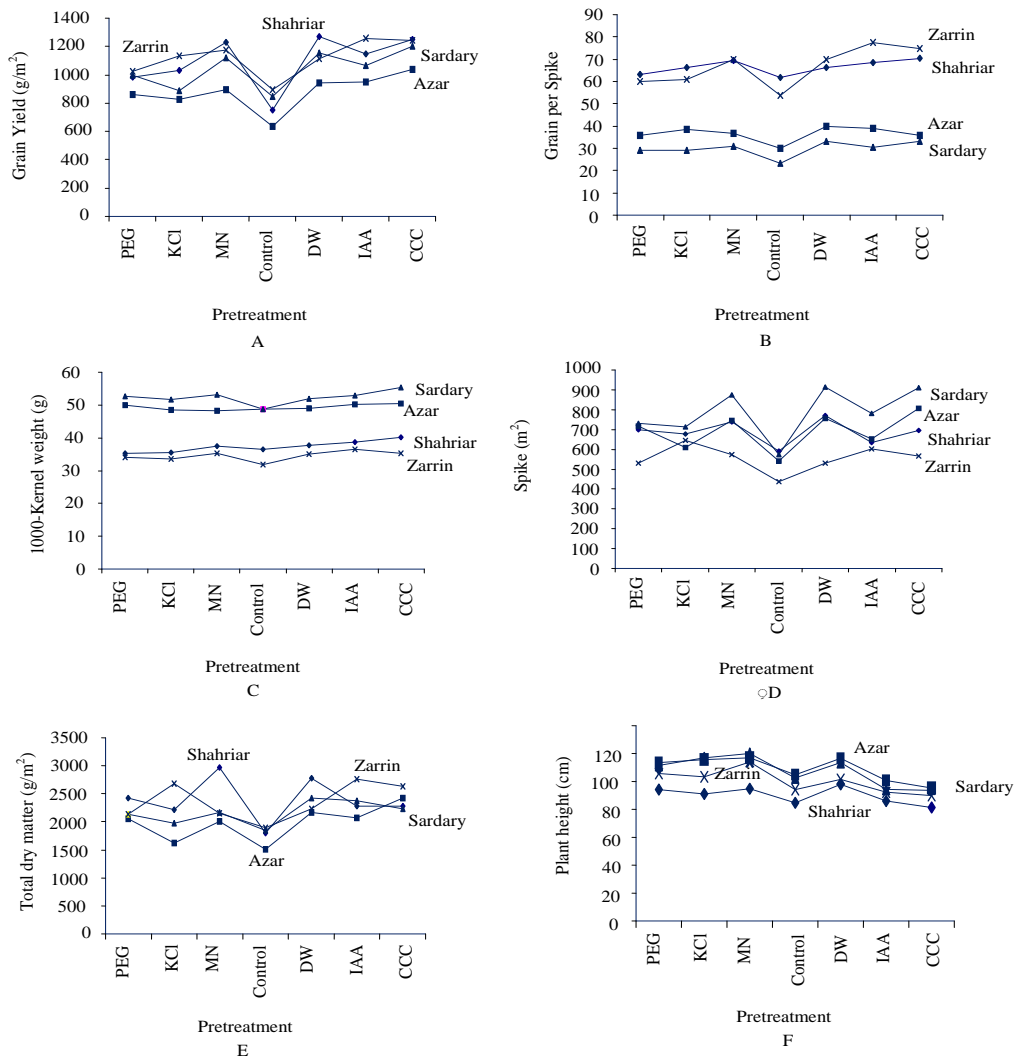 Grain Yield (g/m²)
1400
1200
1000
800
600
400
200
0
Zarrin
Shahriar
Sardary
Azar
PEG
KCl
MN
Control
DW
IAA
CCC
Pretreatment
A
Grain per Spike
90
80
70
60
50
40
30
20
10
0
Zarrin
Shahriar
Azar
Sardary
PEG
KCl
MN
Control
DW
IAA
CCC
Pretreatment
B
1000-Kernel weight (g)
60
50
40
30
20
10
0
Sardary
Azar
Shahriar
Zarrin
PEG
KCl
MN
Control
DW
IAA
CCC
Pretreatment
C
Spike (m²)
1000
900
800
700
600
500
400
300
200
100
0
Sardary
Azar
Shahriar
Zarrin
PEG
KCl
MN
Control
DW
IAA
CCC
Pretreatment
D
Total dry matter (g/m²)
3500
3000
2500
2000
1500
1000
500
0
Shahriar
Zarrin
Sardary
Azar
PEG
KCl
MN
Control
DW
IAA
CCC
Pretreatment
E
Plant height (cm)
120
100
80
60
40
20
0
Azar
Zarrin
Sardary
Shahriar
PEG
KCl
MN
Control
DW
IAA
CCC
Pretreatment
F